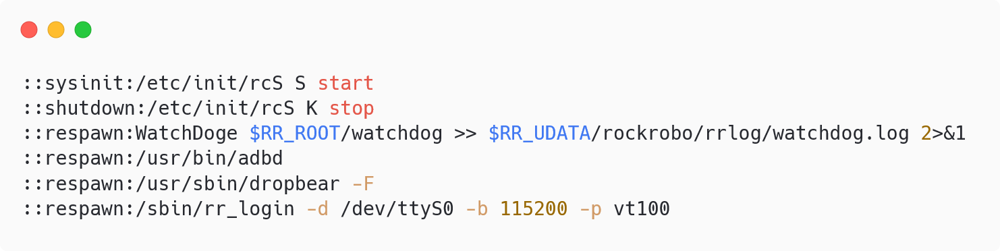 ::sysinit:/etc/init/rcS S start
::shutdown:/etc/init/rcS K stop
::respawn:WatchDoge $RR_ROOT/watchdog >> $RR_UDATA/rockrobo/rrlog/watchdog.log 2>&1
::respawn:/usr/bin/adbd
::respawn:/usr/sbin/dropbear -F
::respawn:/sbin/rr_login -d /dev/ttyS0 -b 115200 -p vt100